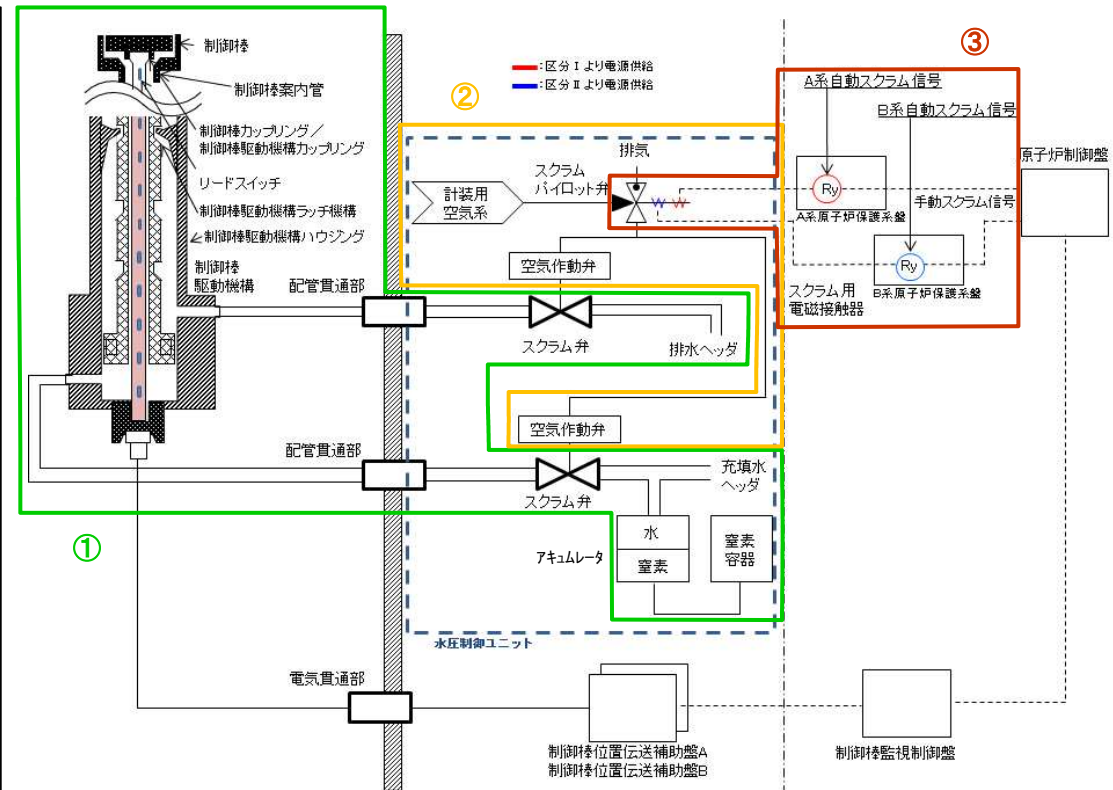 制御棒
制御棒案内管
制御棒カップリング/
制御棒駆動機構カップリング
リードスイッチ
制御棒駆動機構ラッチ機構
制御棒駆動機構ハウジング
制御棒
駆動機構
配管貫通部
配管貫通部
①
電気貫通部
:区分Ⅰより電源供給
:区分Ⅱより電源供給
②
計装用
空気系
スクラム
パイロット弁
排気
空気作動弁
スクラム弁
排水ヘッダ
空気作動弁
スクラム弁
充填水
ヘッダ
アキュムレータ
水
窒素
窒素
容器
水圧制御ユニット
制御棒位置伝送補助盤A
制御棒位置伝送補助盤B
③
A系自動スクラム信号
B系自動スクラム信号
Ry
A系原子炉保護系盤
手動スクラム信号
Ry
B系原子炉保護系盤
スクラム用
電磁接触器
原子炉制御盤
制御棒監視制御盤